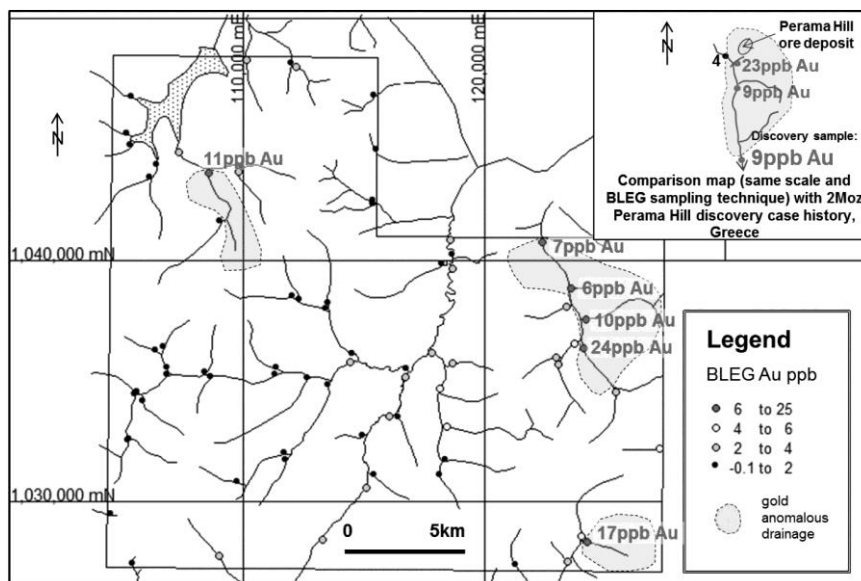 110,000 mE
120,000 mE
N
N
Perama Hill
ore deposit
4
23ppb Au
9ppb Au
Discovery sample:
9ppb Au
Comparison map (same scale and
BLEG sampling technique) with 2Moz
Perama Hill discovery case history,
Greece
11ppb Au
1,040,000 mN
7ppb Au
6ppb Au
10ppb Au
24ppb Au
1,030,000 mN
0 5km
17ppb Au
Legend
BLEG Au ppb
6 to 25
4 to 6
2 to 4
-0.1 to 2
gold
anomalous
drainage